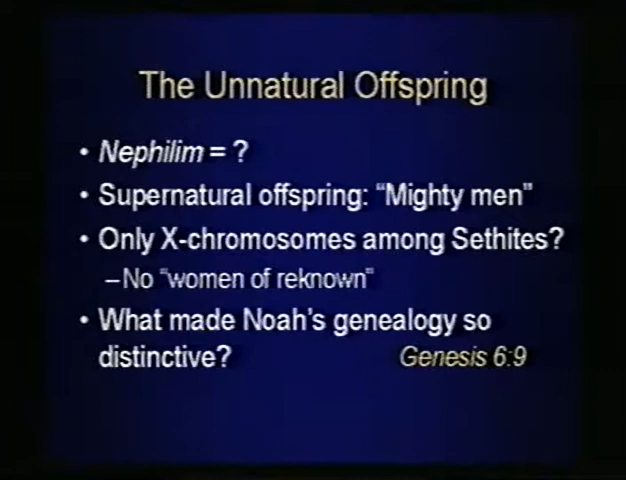 The Unnatural Offspring
• Nephilim = ?
• Supernatural offspring: “Mighty men”
• Only X-chromosomes among Sethites?
–No “women of reknown”
• What made Noah’s genealogy so
distinctive? Genesis 6:9